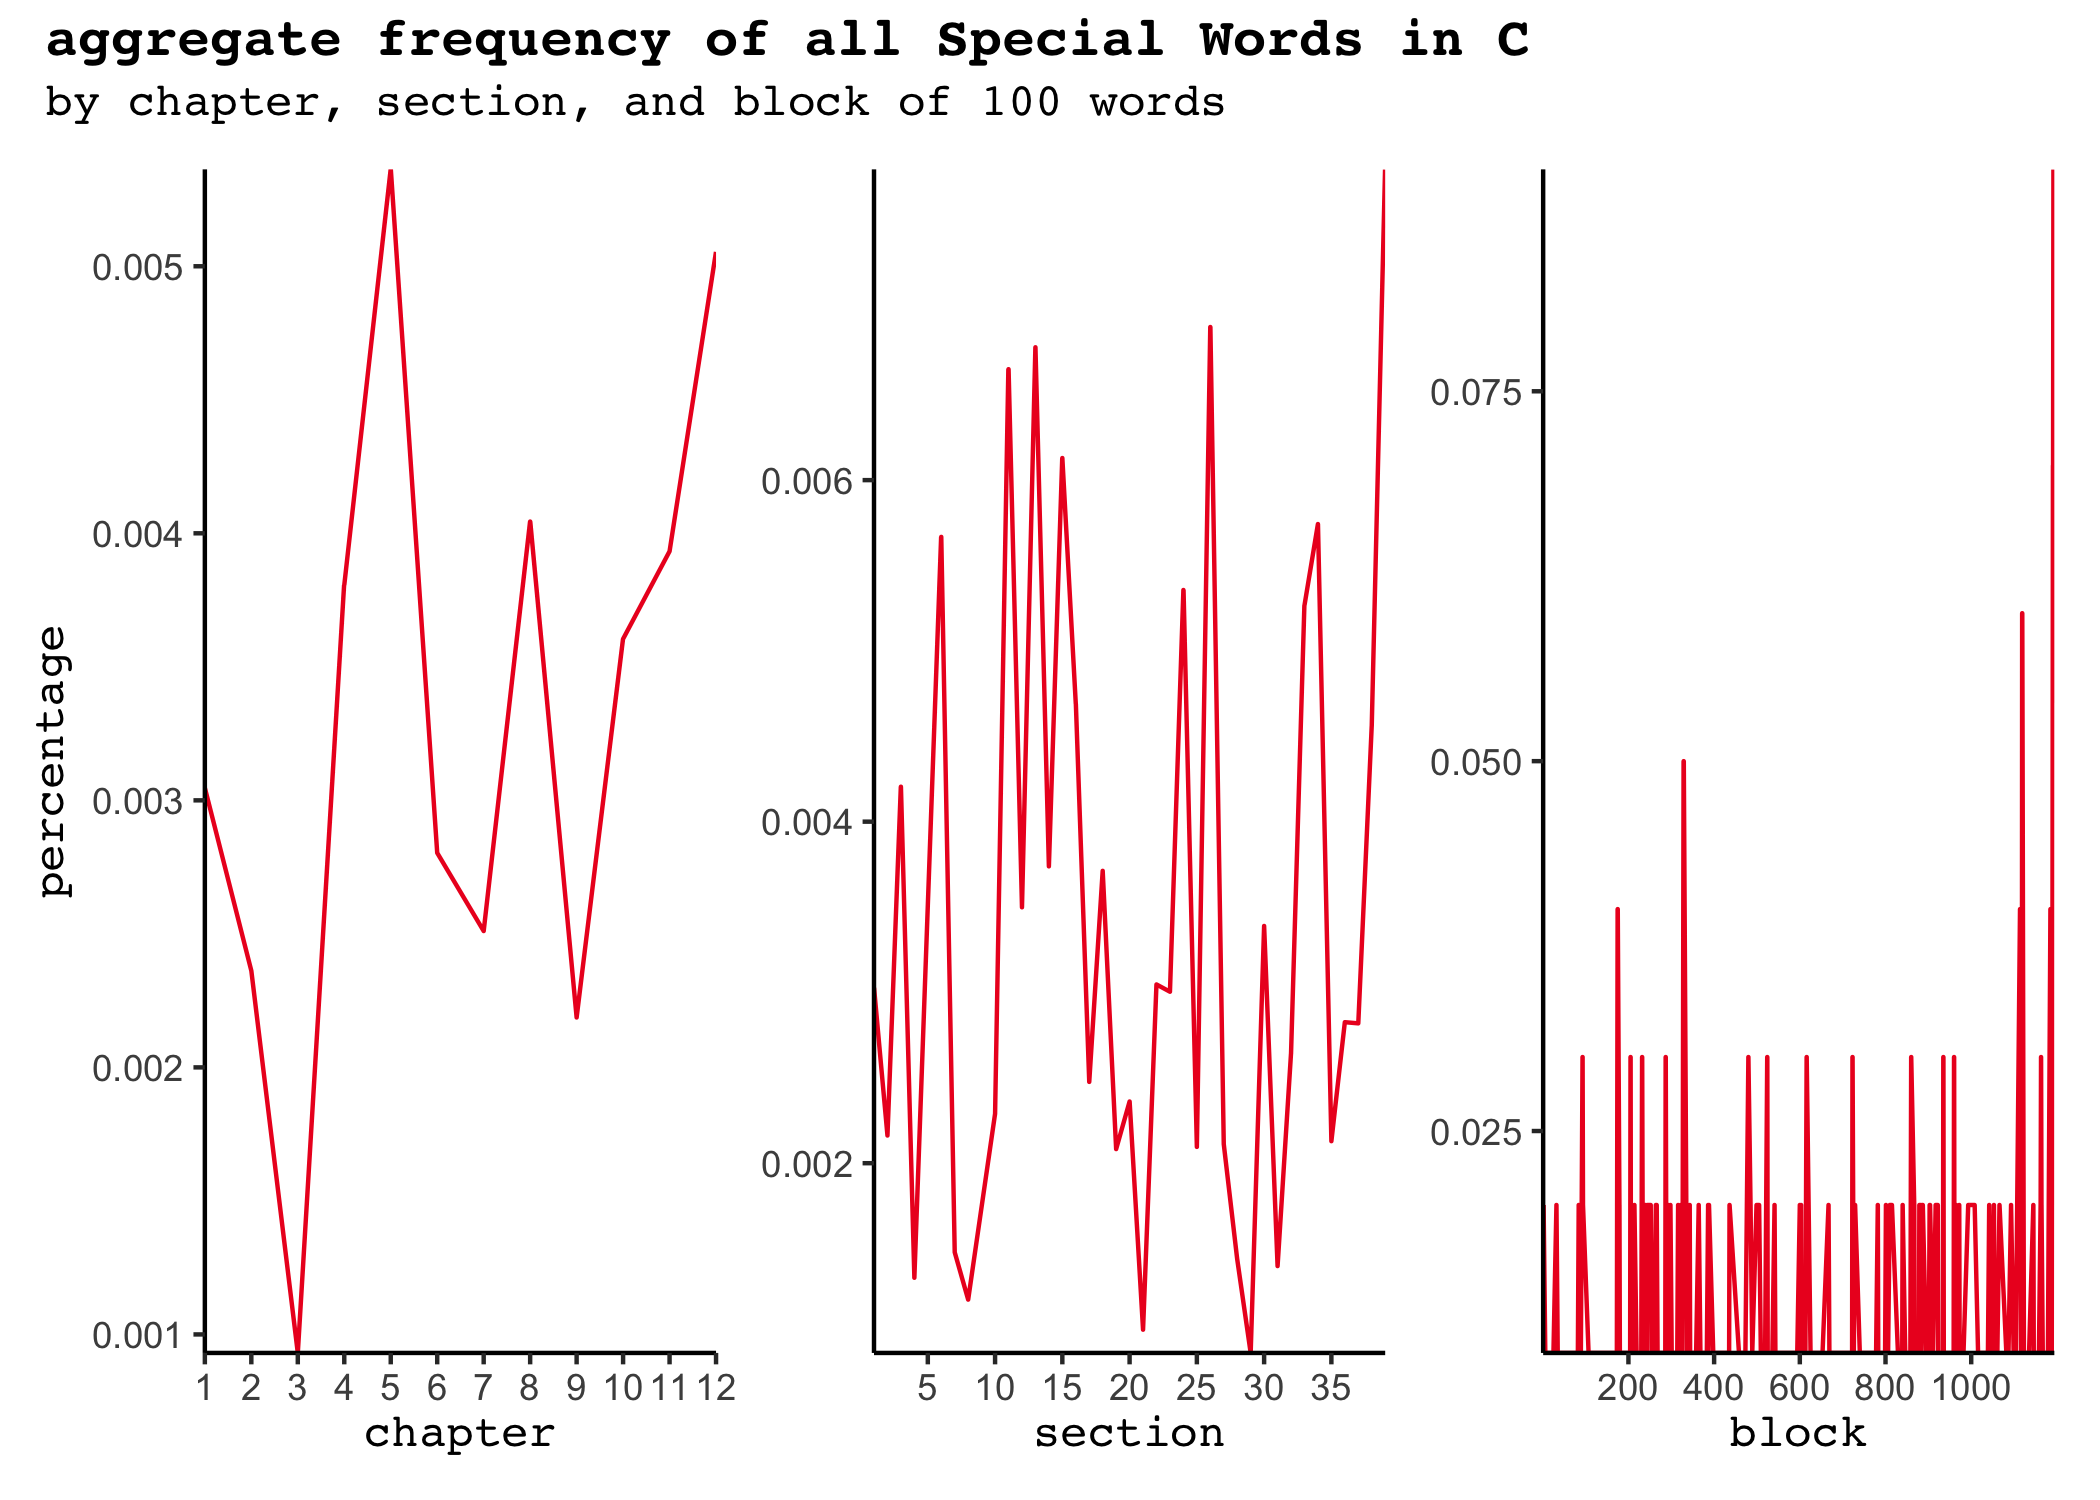 aggregate frequency of all Special Words in C
by chapter, section, and block of 100 words
percentage
0.005
0.004
0.003
0.002
0.001
1 2 3 4 5 6 7 8 9 10 11 12
chapter
0.006
0.004
0.002
5 10 15 20 25 30 35
section
0.075
0.050
0.025
200 400 600 800 1000
block